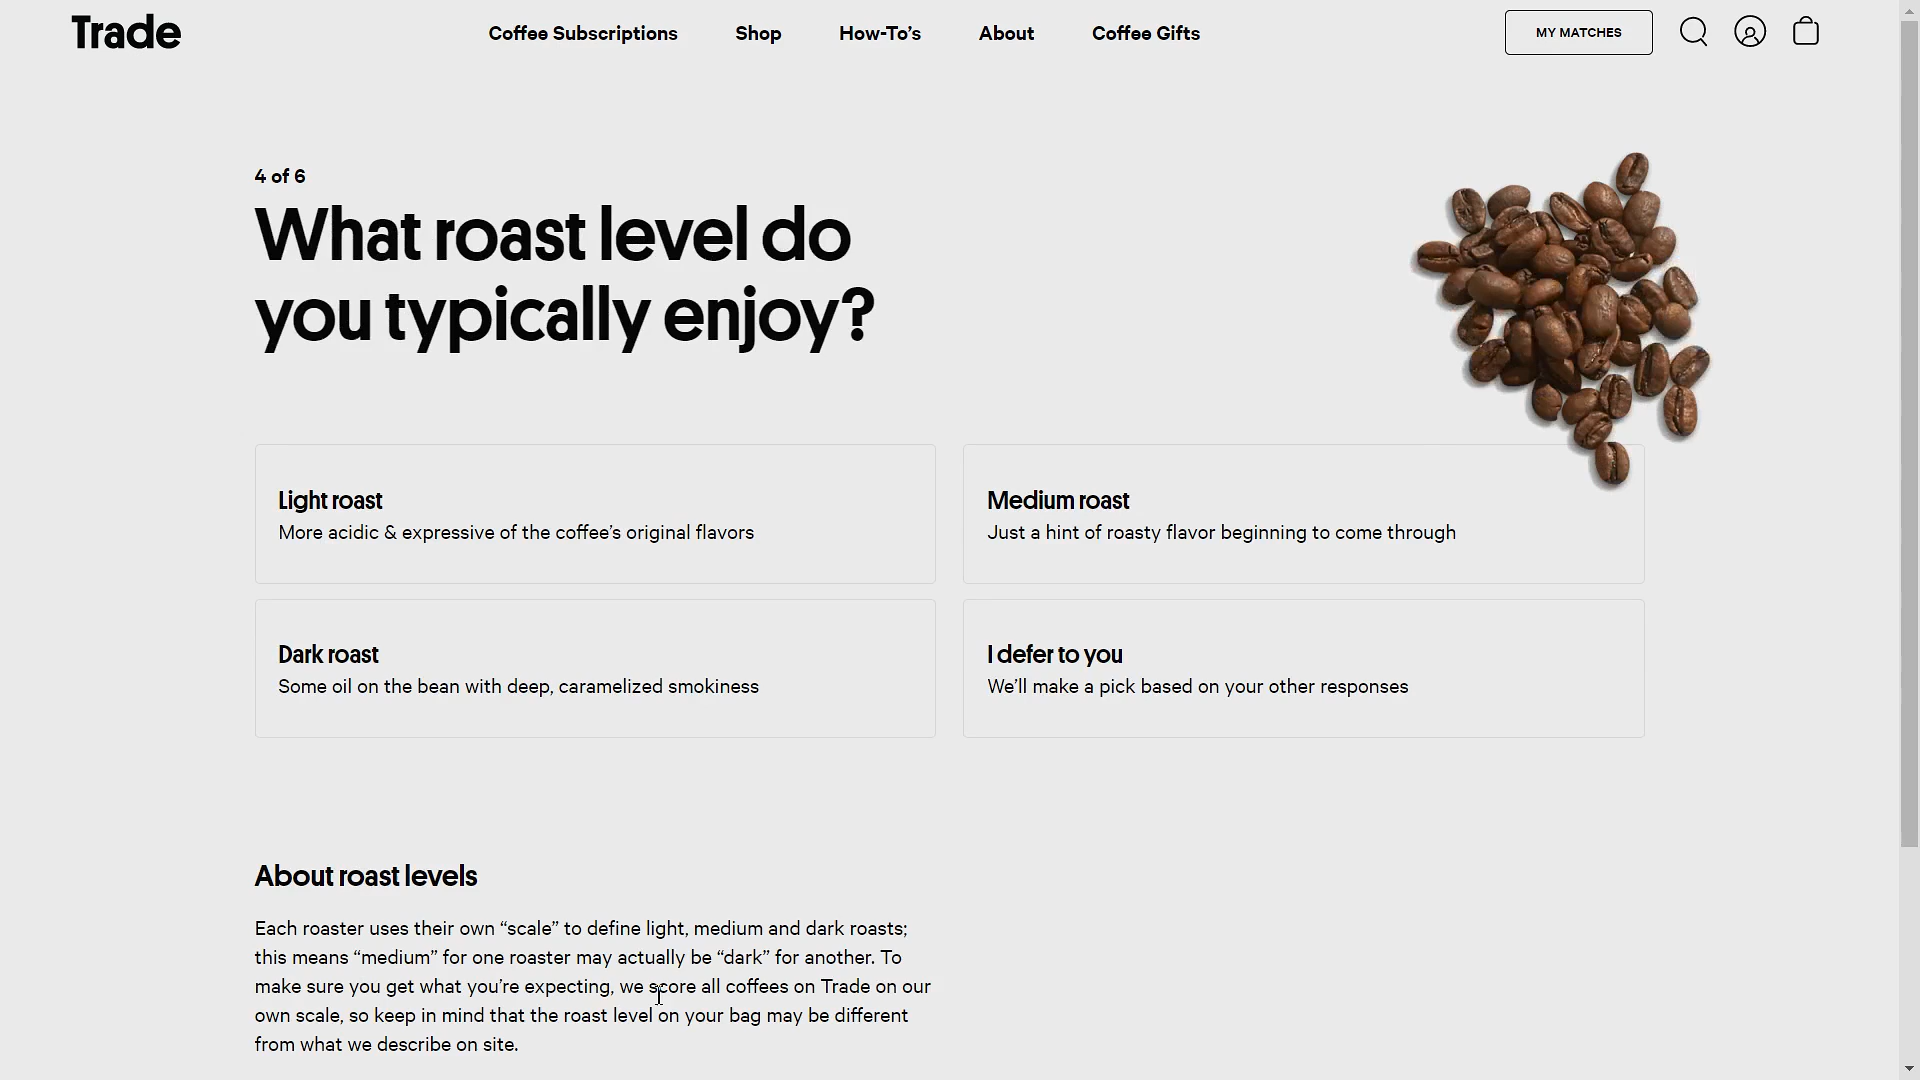 Trade
Coffee Subscriptions
Shop
How-To’s
About
Coffee Gifts
MY MATCHES
4 of 6
What roast level do
you typically enjoy?
Light roast
More acidic & expressive of the coffee’s original flavors
Medium roast
Just a hint of roasty flavor beginning to come through
Dark roast
Some oil on the bean with deep, caramelized smokiness
I defer to you
We’ll make a pick based on your other responses
About roast levels
Each roaster uses their own “scale” to define light, medium and dark roasts;
this means “medium” for one roaster may actually be “dark” for another. To
make sure you get what you’re expecting, we score all coffees on Trade on our
own scale, so keep in mind that the roast level on your bag may be different
from what we describe on site.